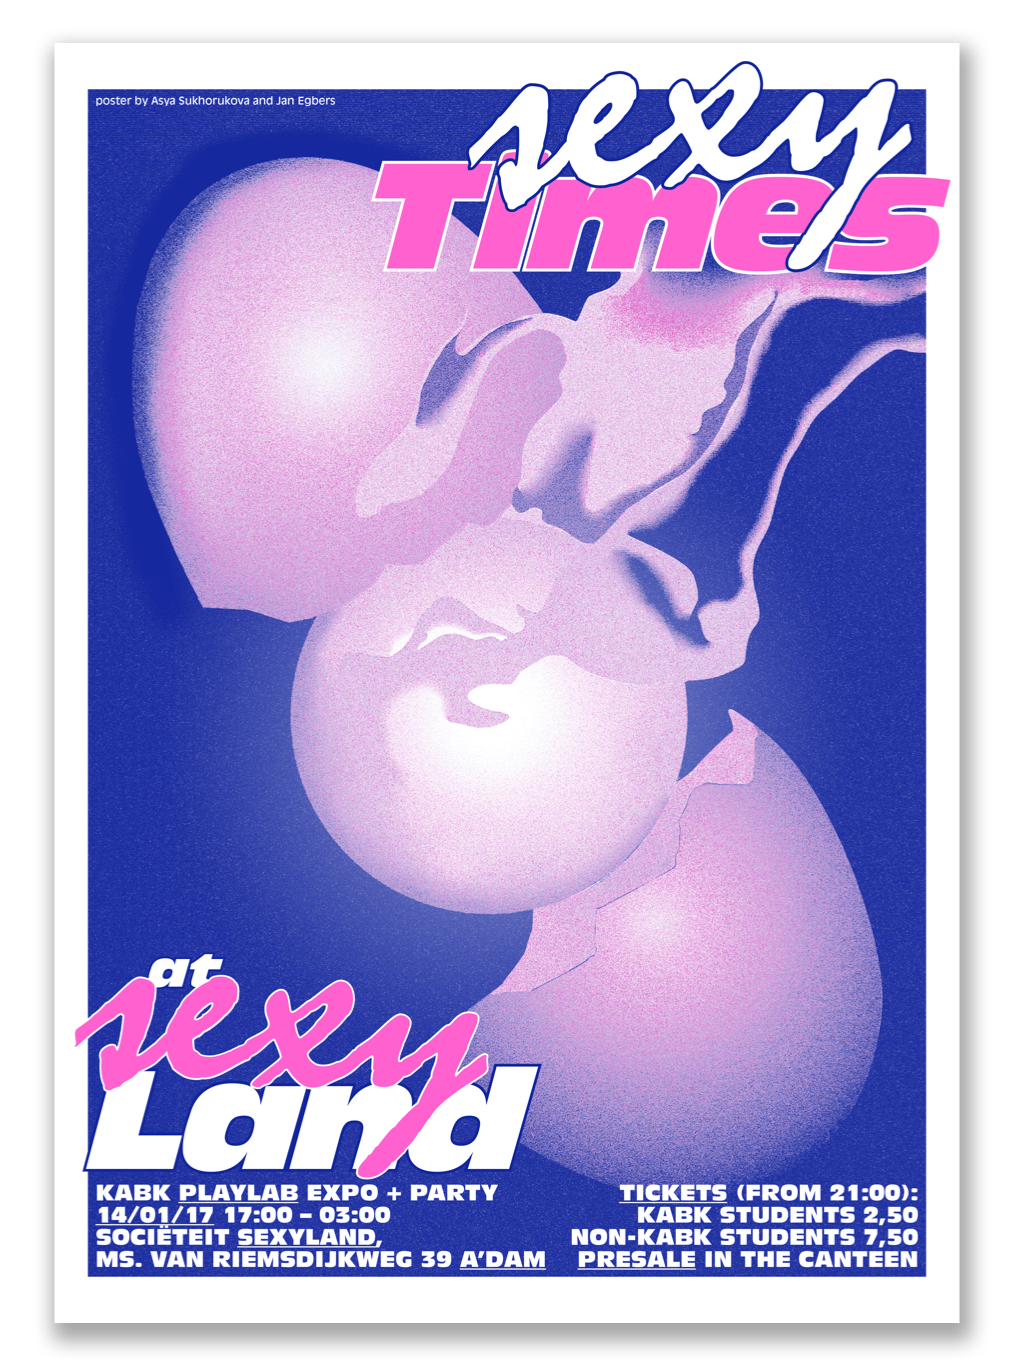 poster by Asya Sukhorukova and Jan Egbers
sexy
Times
at
sexy
Land
KABK PLAYLAB EXPO + PARTY
14/01/17 17:00 – 03:00
SOCIËTEIT SEXYLAND,
MS. VAN RIEMSDIJKWEG 39 A’DAM
TICKETS (FROM 21:00):
KABK STUDENTS 2,50
NON-KABK STUDENTS 7,50
PRESALE IN THE CANTEEN